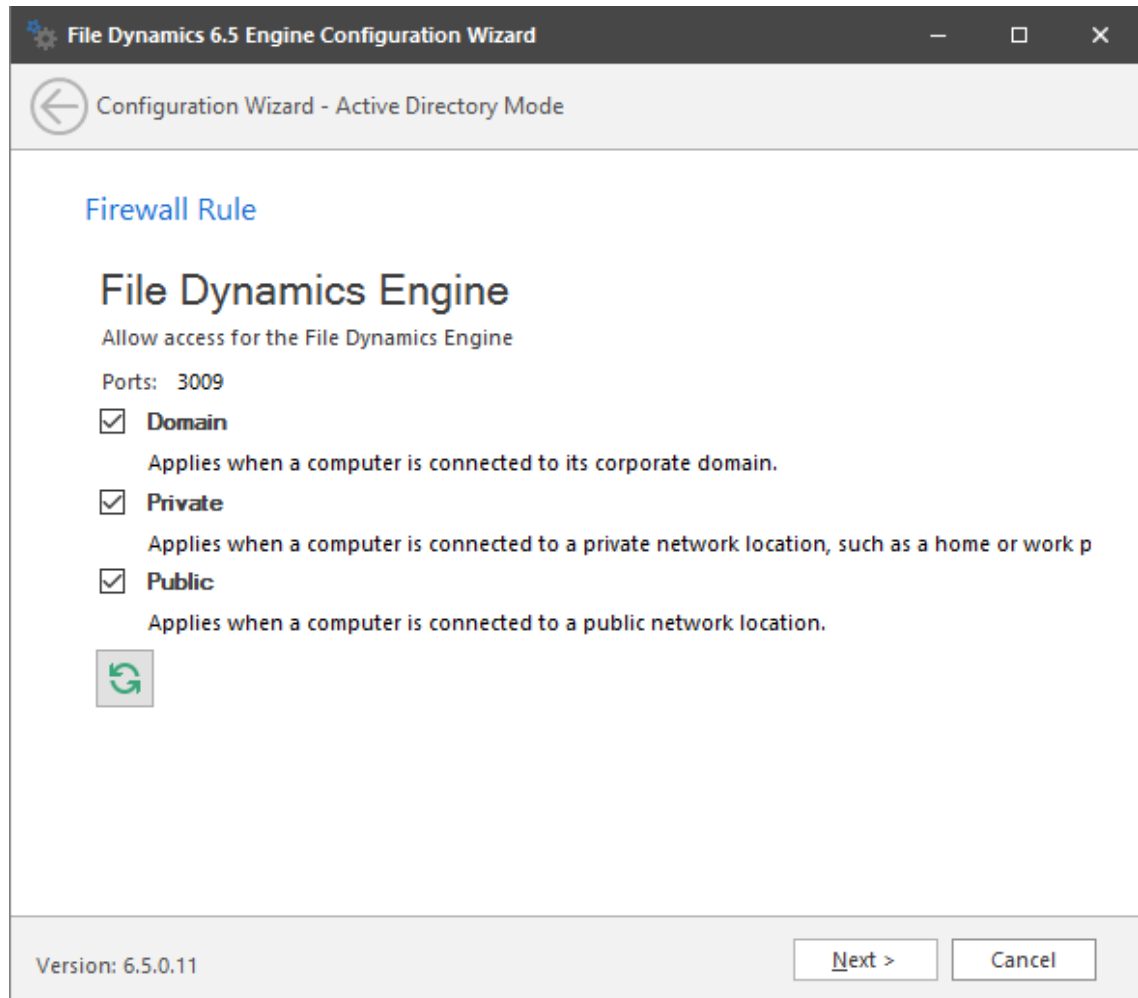 File Dynamics 6.5 Engine Configuration Wizard
Configuration Wizard - Active Directory Mode
Firewall Rule
File Dynamics Engine
Allow access for the File Dynamics Engine
Ports: 3009
Domain
Applies when a computer is connected to its corporate domain.
Private
Applies when a computer is connected to a private network location, such as a home or work p
Public
Applies when a computer is connected to a public network location.
Version: 6.5.0.11
Next >
Cancel